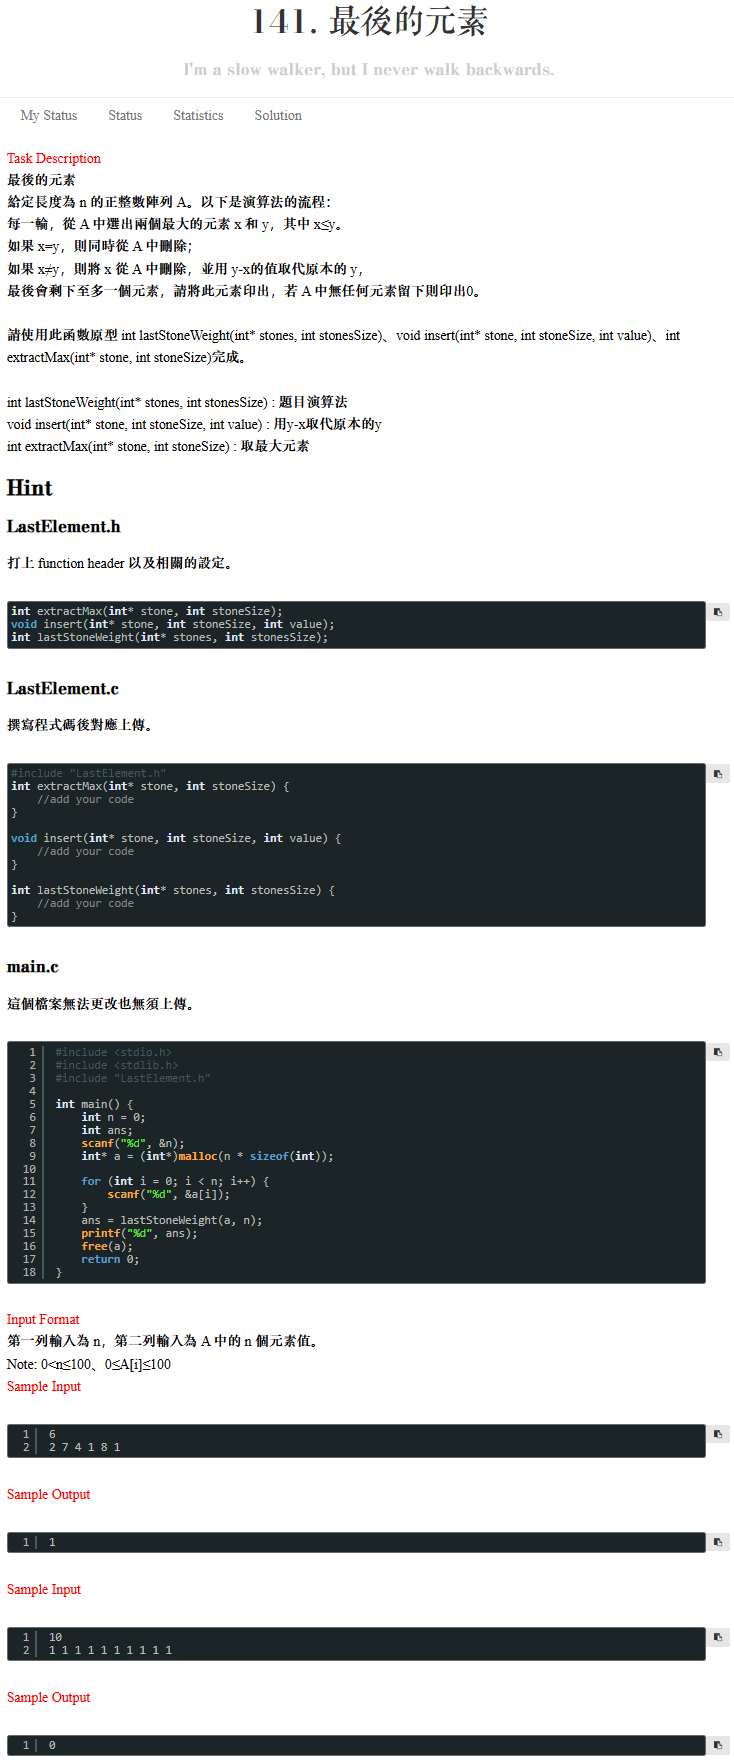 141. 最後的元素
I'm a slow walker, but I never walk backwards.
My Status Status Statistics Solution
Task Description
最後的元素
給定長度為 n 的正整數陣列 A。以下是演算法的流程：
每一輪，從 A 中選出兩個最大的元素 x 和 y，其中 x≤y。
如果 x=y，則同時從 A 中刪除；
如果 x≠y，則將 x 從 A 中刪除，並用 y-x的值取代原本的 y，
最後會剩下至多一個元素，請將此元素印出，若 A 中無任何元素留下則印出0。
請使用此函數原型 int lastStoneWeight(int* stones, int stonesSize)、void insert(int* stone, int stoneSize, int value)、int
extractMax(int* stone, int stoneSize)完成。
int lastStoneWeight(int* stones, int stonesSize) : 題目演算法
void insert(int* stone, int stoneSize, int value) : 用y-x取代原本的y
int extractMax(int* stone, int stoneSize) : 取最大元素
Hint
LastElement.h
打上 function header 以及相關的設定。
int extractMax(int* stone, int stoneSize);
void insert(int* stone, int stoneSize, int value);
int lastStoneWeight(int* stones, int stonesSize);
LastElement.c
撰寫程式碼後對應上傳。
#include "LastElement.h"
int extractMax(int* stone, int stoneSize) {
    //add your code
}
void insert(int* stone, int stoneSize, int value) {
    //add your code
}
int lastStoneWeight(int* stones, int stonesSize) {
    //add your code
}
main.c
這個檔案無法更改也無須上傳。
1 #include <stdio.h>
2 #include <stdlib.h>
3 #include "LastElement.h"
4
5 int main() {
6     int n = 0;
7     int ans;
8     scanf("%d", &n);
9     int* a = (int*)malloc(n * sizeof(int));
10
11     for (int i = 0; i < n; i++) {
12         scanf("%d", &a[i]);
13     }
14     ans = lastStoneWeight(a, n);
15     printf("%d", ans);
16     free(a);
17     return 0;
18 }
Input Format
第一列輸入為 n，第二列輸入為 A 中的 n 個元素值。
Note: 0<n≤100、0≤A[i]≤100
Sample Input
1 6
2 2 7 4 1 8 1
Sample Output
1 1
Sample Input
1 10
2 1 1 1 1 1 1 1 1 1 1
Sample Output
1 0